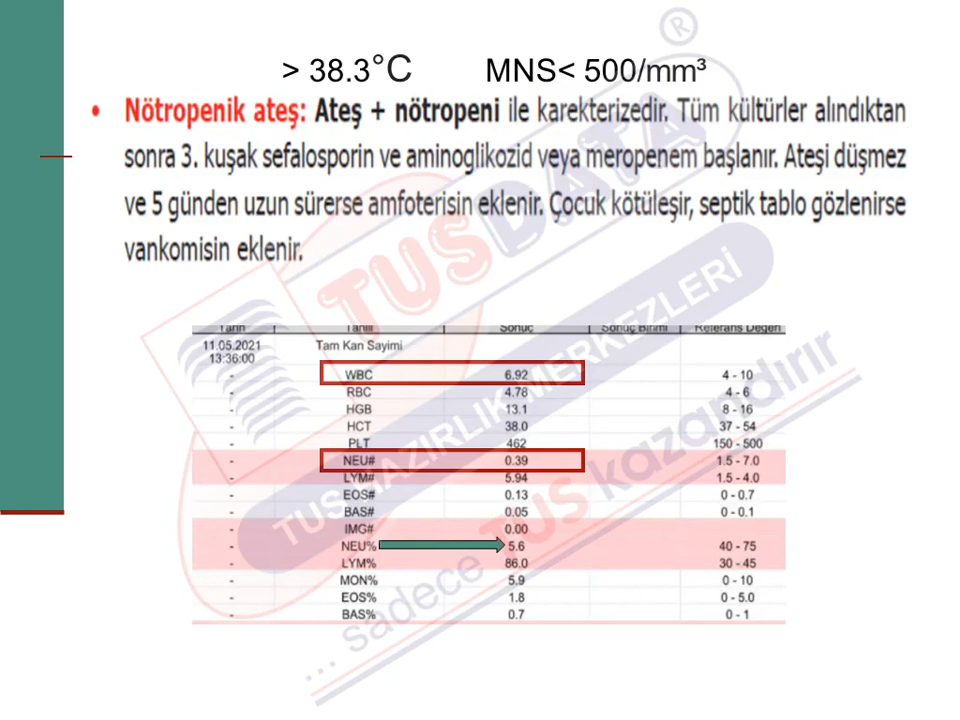 > 38.3°C MNS< 500/mm³
• Nötropenik ateş: Ateş + nötropeni ile karekterizedir. Tüm kültürler alındıktan
sonra 3. kuşak sefalosporin ve aminoglikozid veya meropenem başlanır. Ateşi düşmez
ve 5 günden uzun sürerse amfoterisin eklenir. Çocuk kötüleşir, septik tablo gözlenirse
vankomisin eklenir.
Tarih Tahlil Sonuç Sonuç Birimi Referans Değeri
11.05.2021 Tam Kan Sayimi
13:36:00
- WBC 6.92 4 - 10
- RBC 4.78 4 - 6
- HGB 13.1 8 - 16
- HCT 38.0 37 - 54
- PLT 462 150 - 500
- NEU# 0.39 1.5 - 7.0
- LYM# 5.94 1.5 - 4.0
- EOS# 0.13 0 - 0.7
- BAS# 0.05 0 - 0.1
- IMG# 0.00
- NEU% 5.6 40 - 75
- LYM% 86.0 30 - 45
- MON% 5.9 0 - 10
- EOS% 1.8 0 - 5.0
- BAS% 0.7 0 - 1
®
TUSDATA
TUS HAZIRLIK MERKEZLERİ
... sadece TUS kazandırır